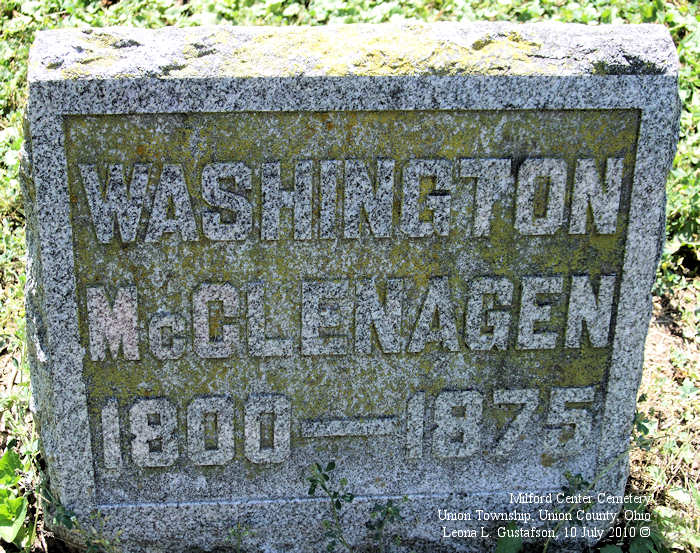 WASHINGTON
McCLENAGEN
1800—1875
Milford Center Cemetery
Union Township, Union County, Ohio
Leona L. Gustafson, 10 July 2010 ©